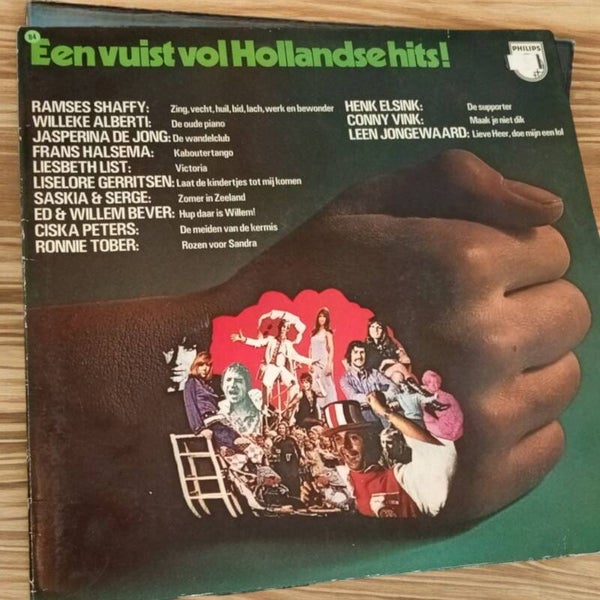 84
Een vuist vol Hollandse hits!
PHILIPS
RAMSES SHAFFY: Zing, vecht, huil, bid, lach, werk en bewonder
WILLEKE ALBERTI: De oude piano
JASPERINA DE JONG: De wandelclub
FRANS HALSEMA: Kaboutertango
LIESBETH LIST: Victoria
LISELORE GERRITSEN: Laat de kindertjes tot mij komen
SASKIA & SERGE: Zomer in Zeeland
ED & WILLEM BEVER: Hup daar is Willem!
CISKA PETERS: De meiden van de kermis
RONNIE TOBER: Rozen voor Sandra
HENK ELSINK: De supporter
CONNY VINK: Maak je niet dik
LEEN JONGEWAARD: Lieve Heer, doe mijn een lol